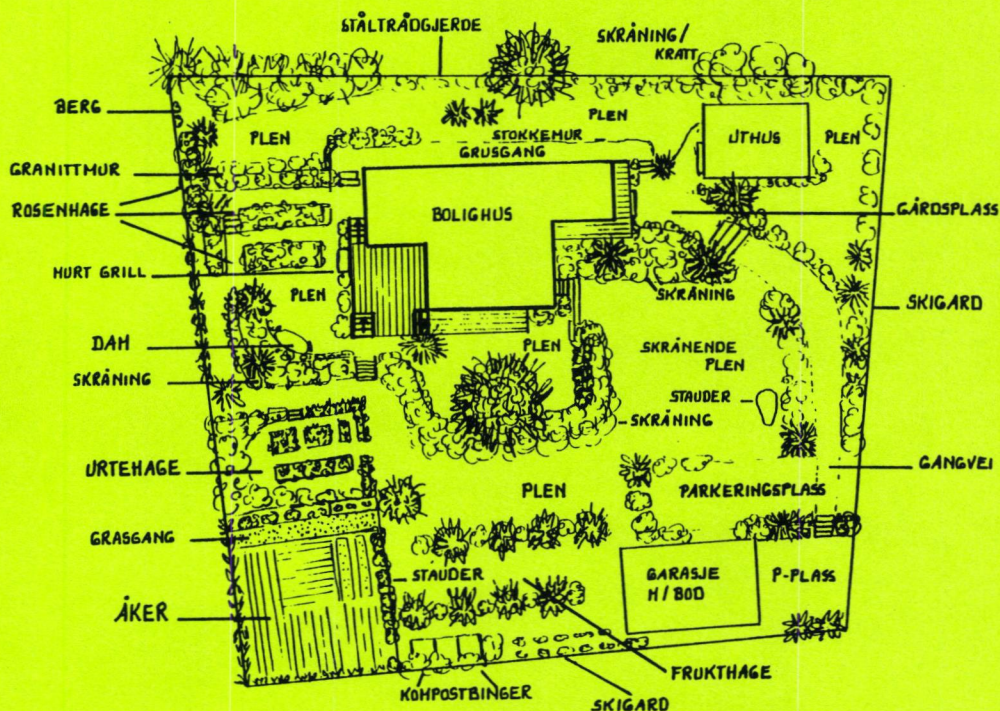 STÅLTRÅDGJERDE
SKRÅNING/
KRATT
BERG
PLEN
PLEN
STOKKEMUR
GRUSGANG
UTHUS
PLEN
GRANITTMUR
ROSENHAGE
BOLIGHUS
GÅRDSPLASS
HURT GRILL
PLEN
SKRÅNING
SKIGARD
DAM
PLEN
SKRÅNENDE
PLEN
SKRÅNING
STAUDER
SKRÅNING
URTEHAGE
GANGVEI
PLEN
PARKERINGSPLASS
GRASGANG
STAUDER
GARASJE
M/BOD
P-PLASS
ÅKER
FRUKTHAGE
KOMPOSTBINGER
SKIGARD